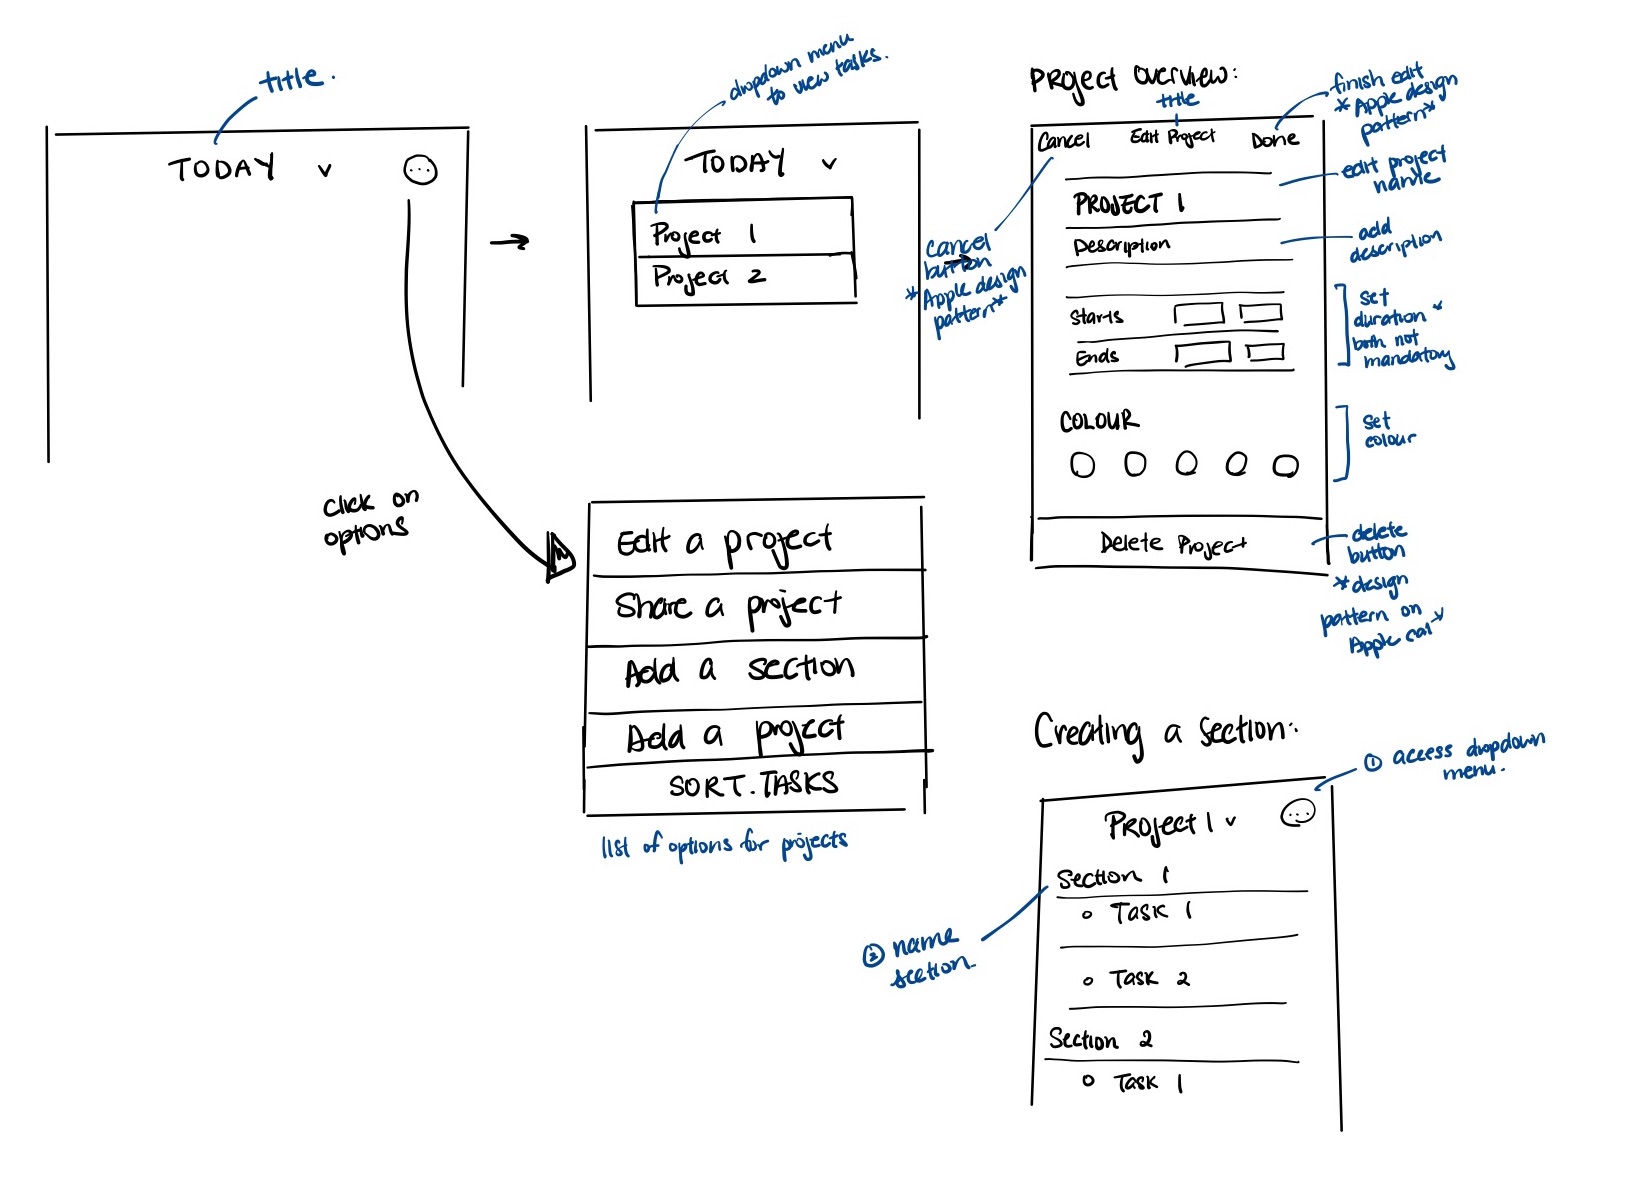 title.
TODAY v
dropdown menu
to view tasks.
TODAY v
Project 1
Project 2
click on
options
Edit a project
Share a project
Add a section
Add a project
SORT. TASKS
list of options for projects
Project Overview:
title
finish edit
*Apple design
pattern*
Cancel Edit Project Done
edit project
name
PROJECT 1
Description
add
description
Cancel
button
*Apple design
pattern*
Starts
Ends
set
duration *
both not
mandatory
COLOUR
set
colour
Delete Project
delete
button
*design
pattern on
Apple cal*
Creating a section:
① access dropdown
menu.
Project 1 v
Section 1
Task 1
Task 2
② name
section.
Section 2
Task 1